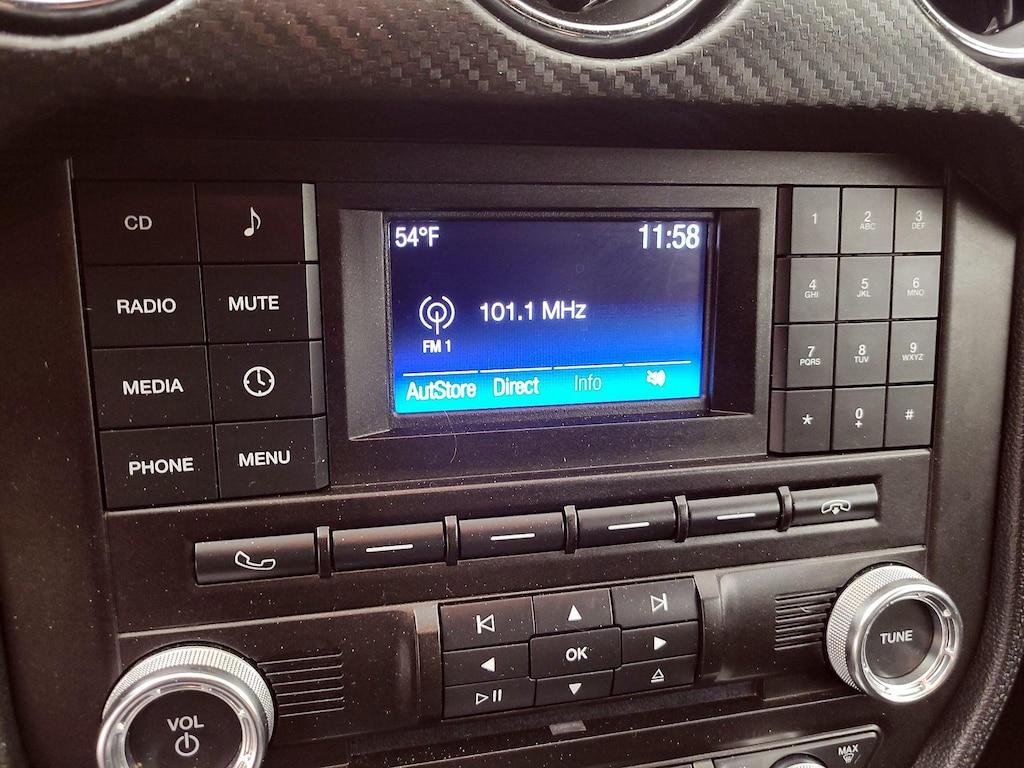 CD
RADIO
MUTE
MEDIA
PHONE
MENU
54°F
11:58
101.1 MHz
FM 1
AutStore Direct Info
1
2
ABC
3
DEF
4
GHI
5
JKL
6
MNO
7
PQRS
8
TUV
9
WXYZ
*
0
+
#
OK
VOL
TUNE
MAX